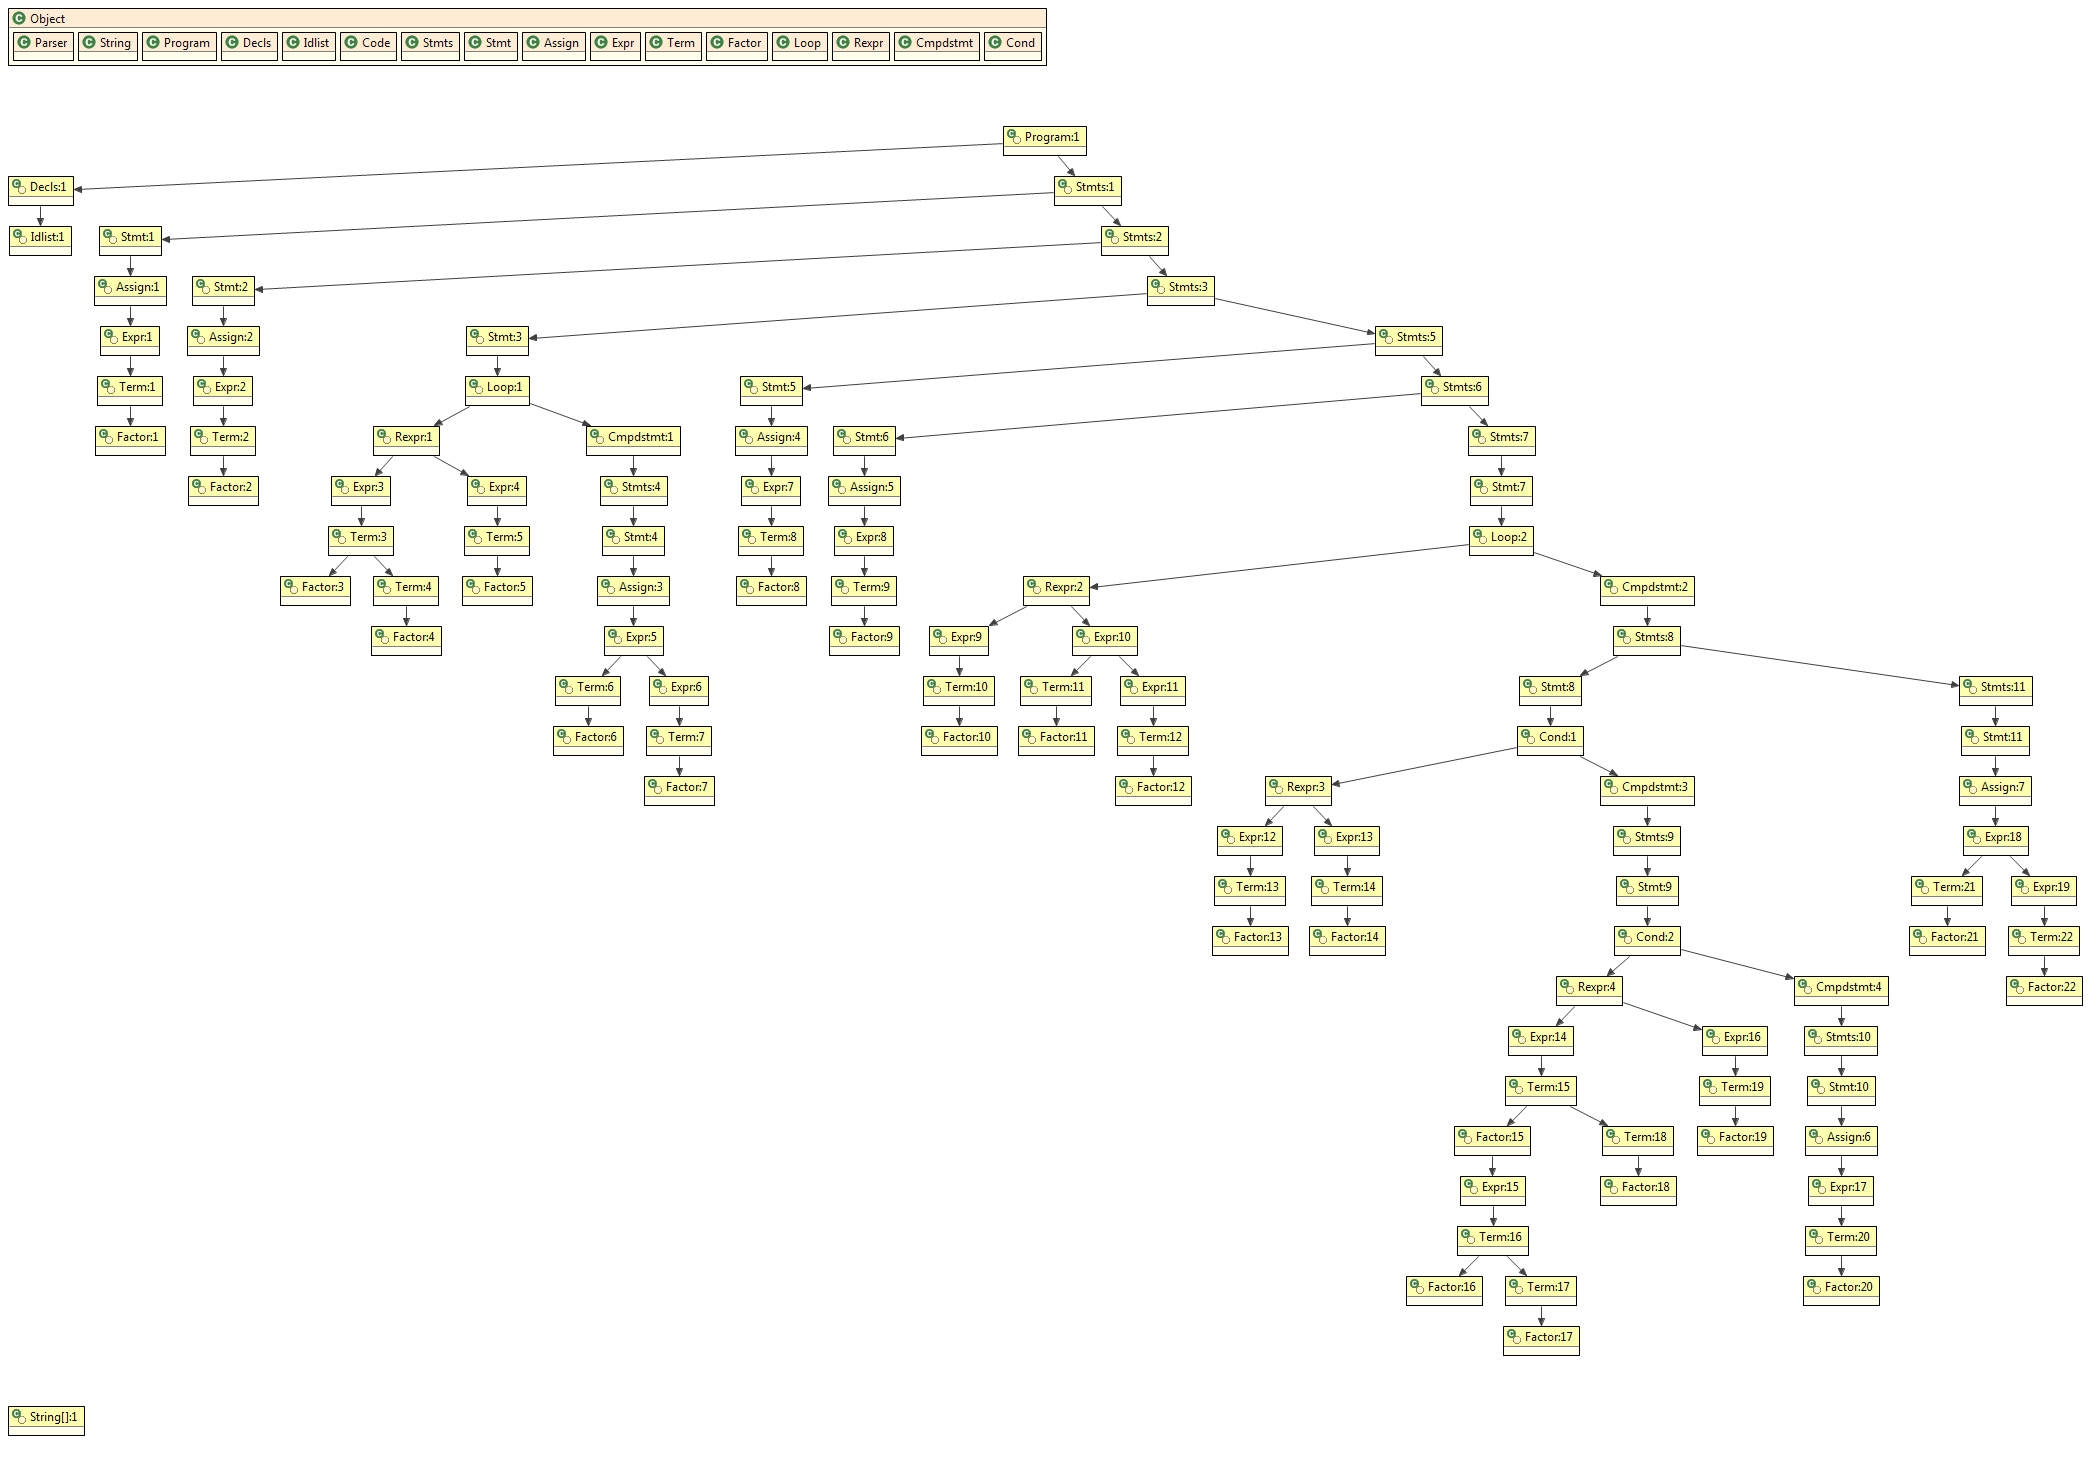 Object
Parser String Program Decls Idlist Code Stmts Stmt Assign Expr Term Factor Loop Rexpr Cmpdstmt Cond
Program:1
Decls:1 Stmts:1
Idlist:1 Stmt:1 Stmts:2
Assign:1 Stmt:2 Stmts:3
Expr:1 Assign:2 Stmt:3 Stmts:5
Term:1 Expr:2 Loop:1 Stmt:5 Stmts:6
Factor:1 Term:2 Rexpr:1 Cmpdstmt:1 Assign:4 Stmt:6 Stmts:7
Factor:2 Expr:3 Expr:4 Stmts:4 Expr:7 Assign:5 Stmt:7
Term:3 Term:5 Stmt:4 Term:8 Expr:8 Loop:2
Factor:3 Term:4 Factor:5 Assign:3 Factor:8 Term:9 Rexpr:2 Cmpdstmt:2
Factor:4 Expr:5 Factor:9 Expr:9 Expr:10 Stmts:8
Term:6 Expr:6 Term:10 Term:11 Expr:11 Stmt:8 Stmts:11
Factor:6 Term:7 Factor:10 Factor:11 Term:12 Cond:1 Stmt:11
Factor:7 Factor:12 Rexpr:3 Cmpdstmt:3 Assign:7
Expr:12 Expr:13 Stmts:9 Expr:18
Term:13 Term:14 Stmt:9 Term:21 Expr:19
Factor:13 Factor:14 Cond:2 Factor:21 Term:22
Rexpr:4 Cmpdstmt:4 Factor:22
Expr:14 Expr:16 Stmts:10
Term:15 Term:19 Stmt:10
Factor:15 Term:18 Factor:19 Assign:6
Expr:15 Factor:18 Expr:17
Term:16 Term:20
Factor:16 Term:17 Factor:20
Factor:17
String[]:1